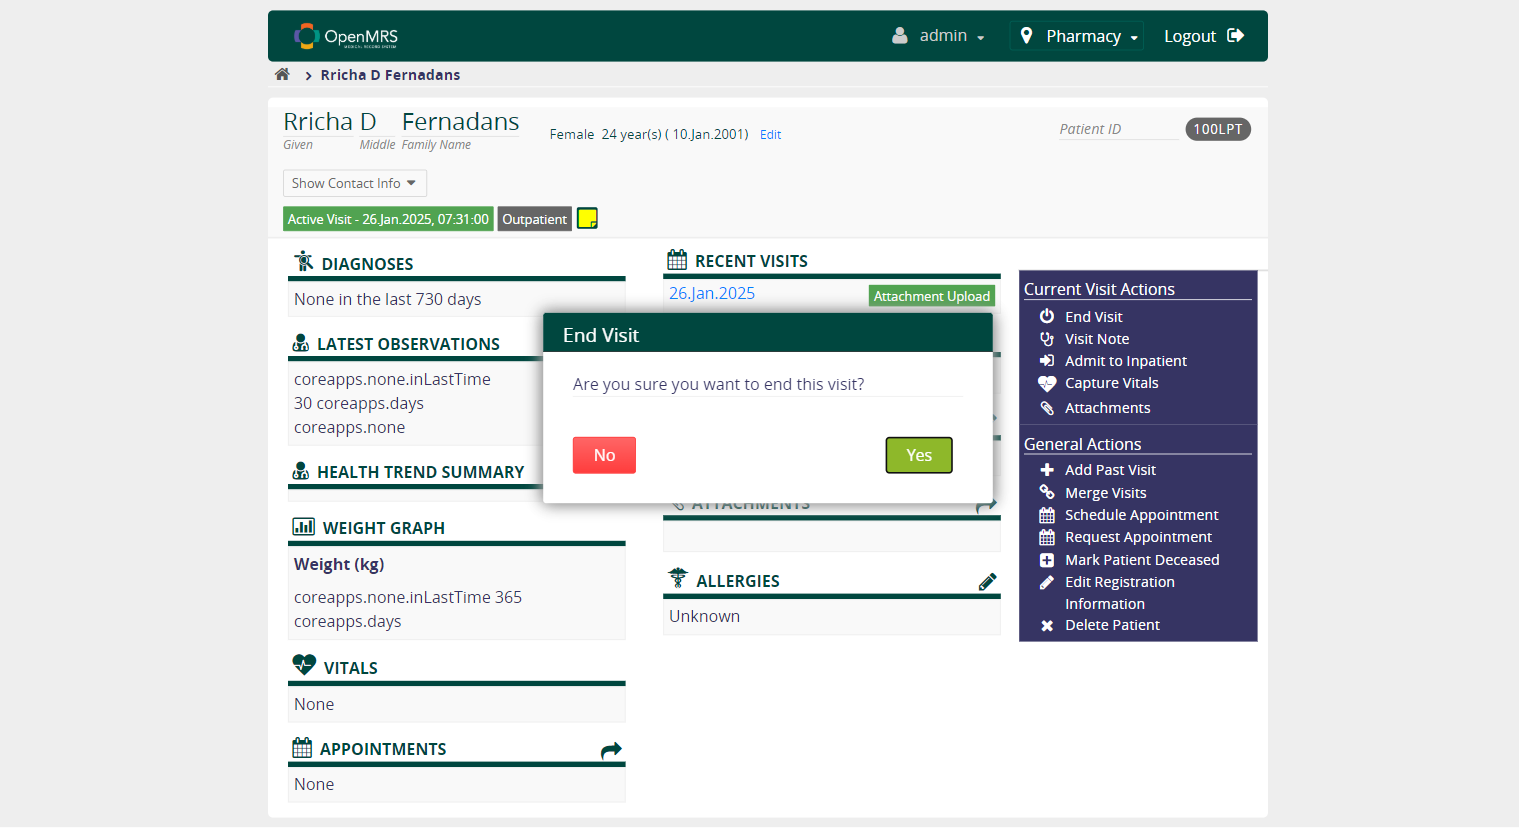 OpenMRS
MEDICAL RECORD SYSTEM
admin
Pharmacy
Logout
Rricha D Fernadans
Rricha D Fernadans
Given Middle Family Name
Female 24 year(s) ( 10.Jan.2001) Edit
Patient ID 100LPT
Show Contact Info
Active Visit - 26.Jan.2025, 07:31:00 Outpatient
DIAGNOSES
None in the last 730 days
LATEST OBSERVATIONS
coreapps.none.inLastTime
30 coreapps.days
coreapps.none
HEALTH TREND SUMMARY
WEIGHT GRAPH
Weight (kg)
coreapps.none.inLastTime 365
coreapps.days
VITALS
None
APPOINTMENTS
None
RECENT VISITS
26.Jan.2025 Attachment Upload
End Visit
Are you sure you want to end this visit?
No Yes
ATTACHMENTS
ALLERGIES
Unknown
Current Visit Actions
End Visit
Visit Note
Admit to Inpatient
Capture Vitals
Attachments
General Actions
Add Past Visit
Merge Visits
Schedule Appointment
Request Appointment
Mark Patient Deceased
Edit Registration
Information
Delete Patient